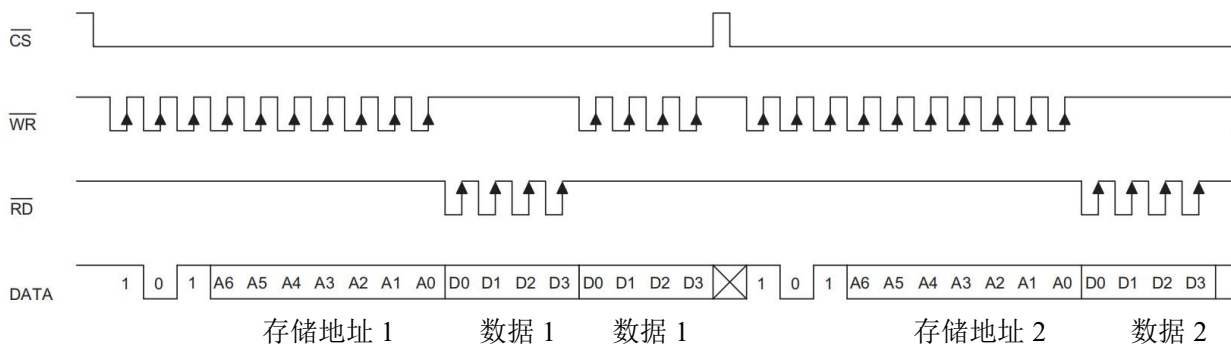 CS
WR
RD
DATA 1 0 1 A6 A5 A4 A3 A2 A1 A0 D0 D1 D2 D3 D0 D1 D2 D3 1 0 1 A6 A5 A4 A3 A2 A1 A0 D0 D1 D2 D3
存储地址 1 数据 1 数据 1 存储地址 2 数据 2